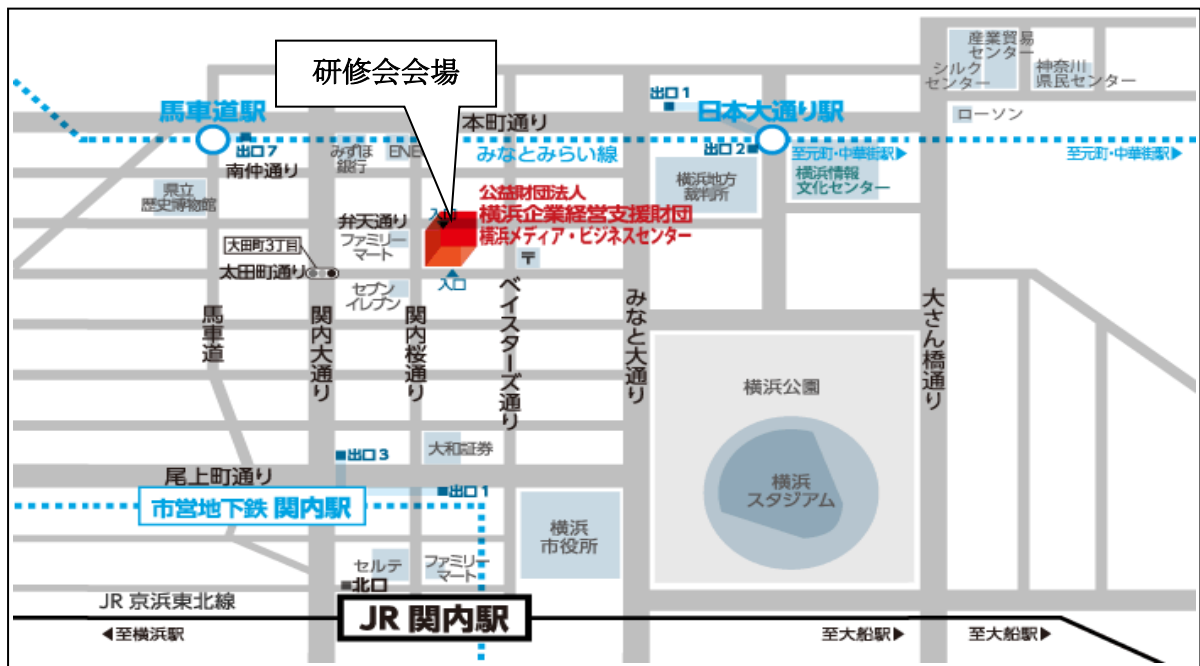 産業貿易
センター
シルク
センター
神奈川
県民センター
研修会会場
出口1
馬車道駅
日本大通り駅
ローソン
本町通り
出口7
みずほ
銀行
ENE
みなとみらい線
出口2
至元町・中華街駅▶
至元町・中華街駅▶
南仲通り
横浜地方
裁判所
横浜情報
文化センター
県立
歴史博物館
公益財団法人
横浜企業経営支援財団
横浜メディア・ビジネスセンター
弁天通り
ファミリー
マート
大田町3丁目
太田町通り
〒
入口
セブン
イレブン
馬車道
関内大通り
関内桜通り
ベイスターズ通り
みなと大通り
大さん橋通り
横浜公園
大和証券
出口3
尾上町通り
横浜
スタジアム
出口1
市営地下鉄 関内駅
横浜
市役所
セルテ
ファミリー
マート
北口
JR 京浜東北線
JR 関内駅
◀至横浜駅
至大船駅▶
至大船駅▶